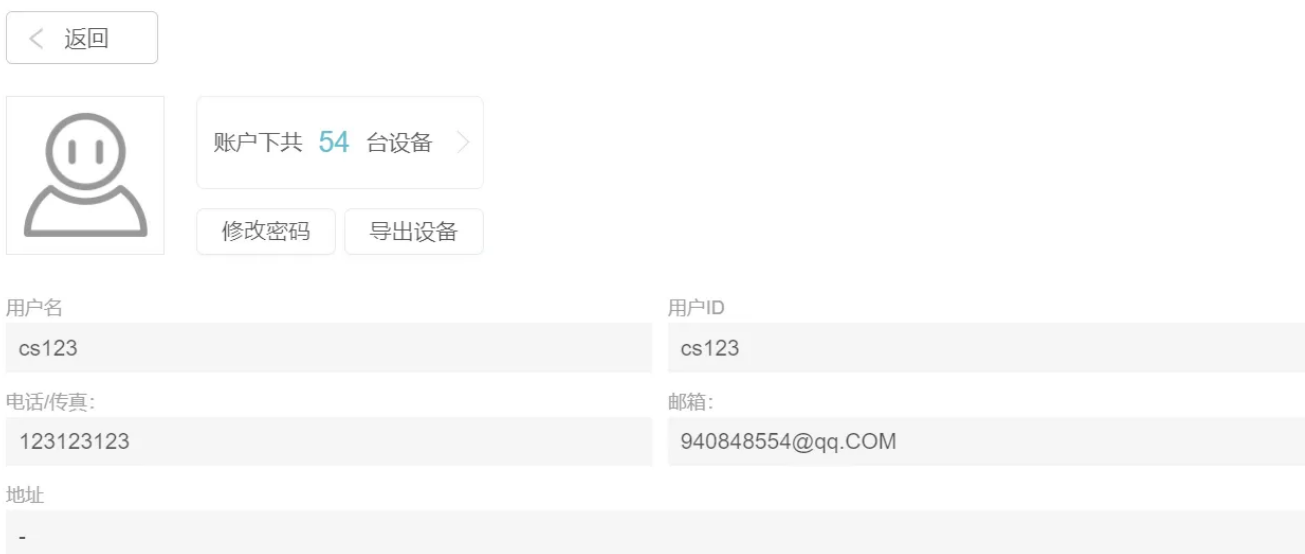 返回
账户下共 54 台设备
修改密码 导出设备
用户名 用户ID
cs123 cs123
电话/传真: 邮箱:
123123123 940848554@qq.COM
地址
-